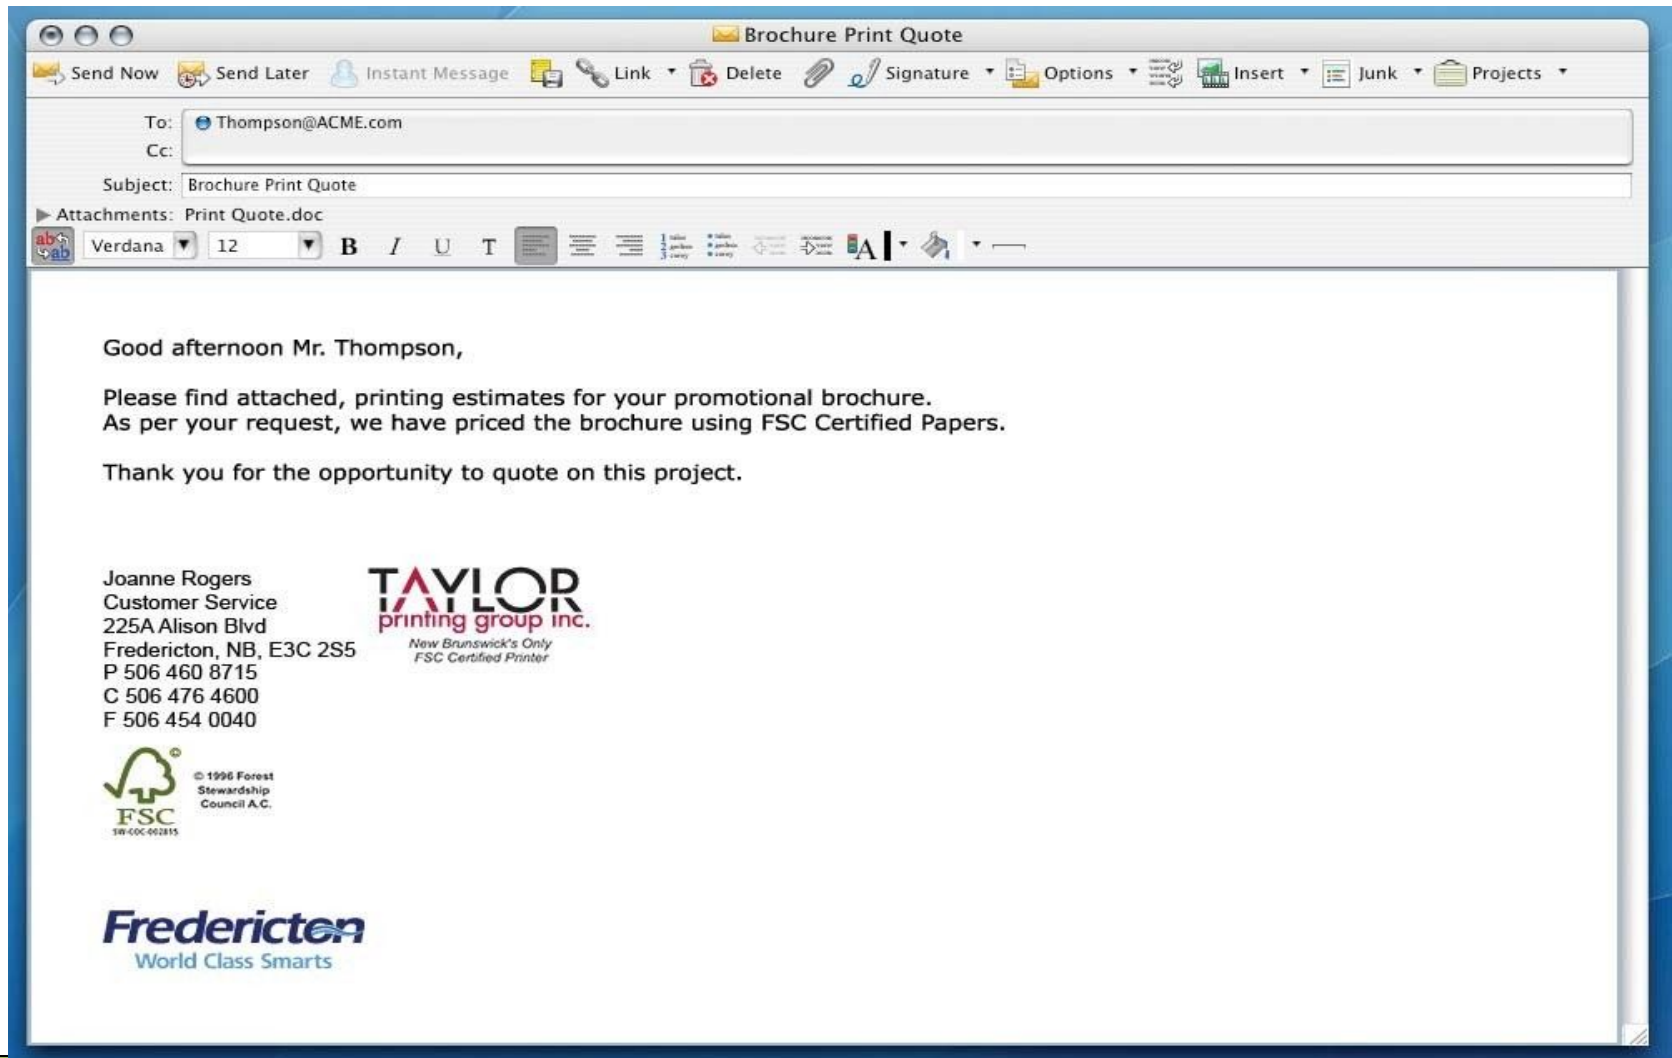 Brochure Print Quote
Send Now Send Later Instant Message Link Delete Signature Options Insert Junk Projects
To: Thompson@ACME.com
Cc:
Subject: Brochure Print Quote
Attachments: Print Quote.doc
Verdana 12 B I U T A
Good afternoon Mr. Thompson,
Please find attached, printing estimates for your promotional brochure.
As per your request, we have priced the brochure using FSC Certified Papers.
Thank you for the opportunity to quote on this project.
Joanne Rogers
Customer Service
225A Alison Blvd
Fredericton, NB, E3C 2S5
P 506 460 8715
C 506 476 4600
F 506 454 0040
TAYLOR
printing group inc.
New Brunswick's Only
FSC Certified Printer
©
FSC
SW-COC-002815
© 1996 Forest
Stewardship
Council A.C.
Fredericton
World Class Smarts